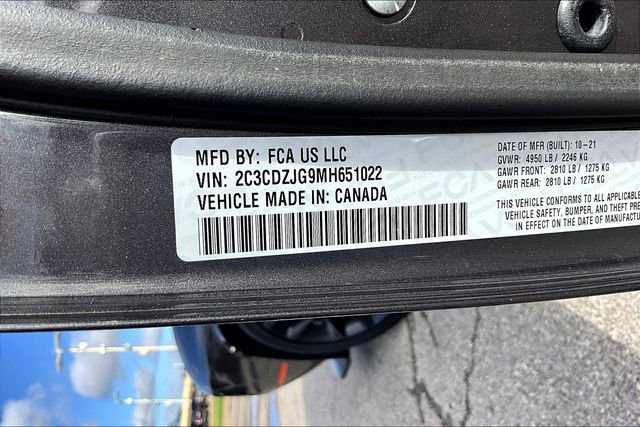 MFD BY: FCA US LLC
VIN: 2C3CDZJG9MH651022
VEHICLE MADE IN: CANADA
DATE OF MFR (BUILT): 10-21
GVWR: 4950 LB / 2246 KG
GAWR FRONT: 2810 LB / 1275 KG
GAWR REAR: 2810 LB / 1275 KG
THIS VEHICLE CONFORMS TO ALL APPLICABLE
VEHICLE SAFETY, BUMPER, AND THEFT
IN EFFECT ON THE DATE OF